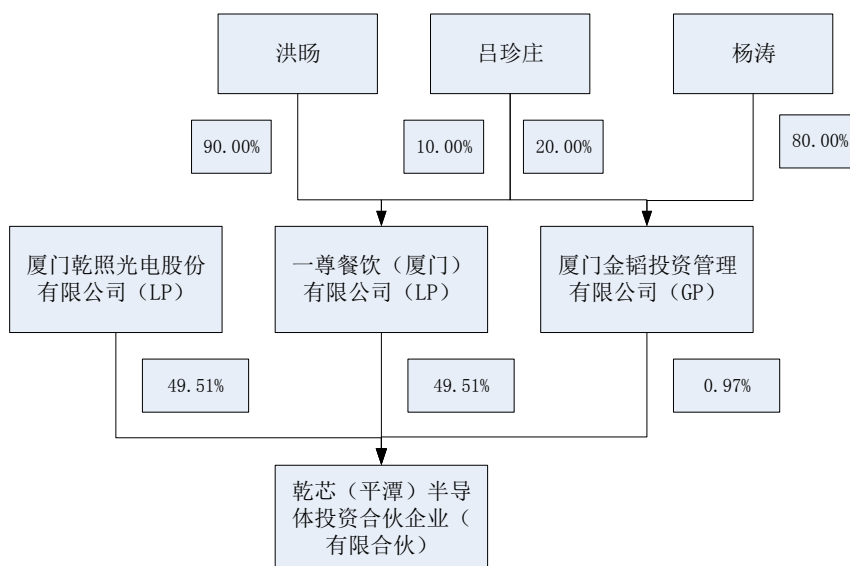 洪旸
吕珍庄
杨涛
90.00%
10.00%
20.00%
80.00%
厦门乾照光电股份
有限公司（LP）
一尊餐饮（厦门）
有限公司（LP）
厦门金韬投资管理
有限公司（GP）
49.51%
49.51%
0.97%
乾芯（平潭）半导
体投资合伙企业（
有限合伙）